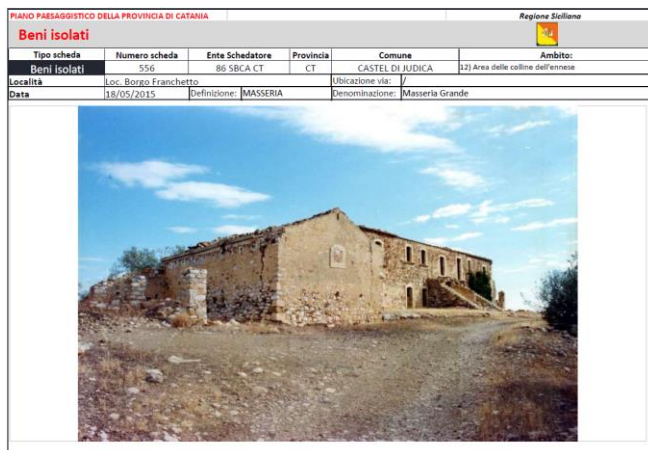 PIANO PAESAGGISTICO DELLA PROVINCIA DI CATANIA Regione Siciliana
Beni isolati
Tipo scheda Numero scheda Ente Schedatore Provincia Comune Ambito:
Beni isolati 556 86 SBCA CT CT CASTEL DI JUDICA 12) Area delle colline dell'ennese
Località Loc. Borgo Franchetto Ubicazione via: /
Data 18/05/2015 Definizione: MASSERIA Denominazione: Masseria Grande